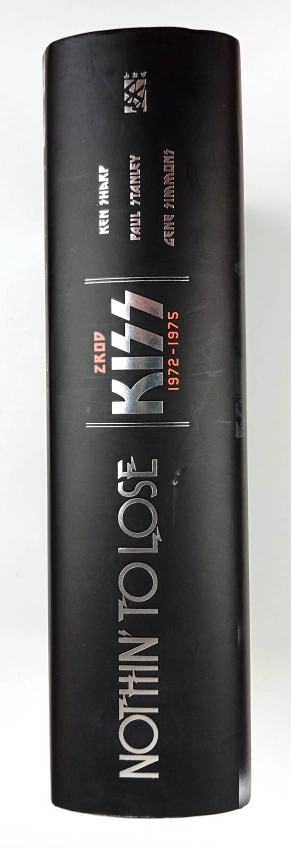 NOTHIN' TO LOSE
ZROD
KISS
1972-1975
KEN SHARP
PAUL STANLEY
GENE SIMMONS